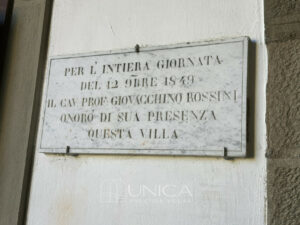 PER L'INTIERA GIORNATA
DEL 12 9BRE 1849
IL CAV. PROF. GIOVACCHINO ROSSINI
ONORÒ DI SUA PRESENZA
QUESTA VILLA
UNICA